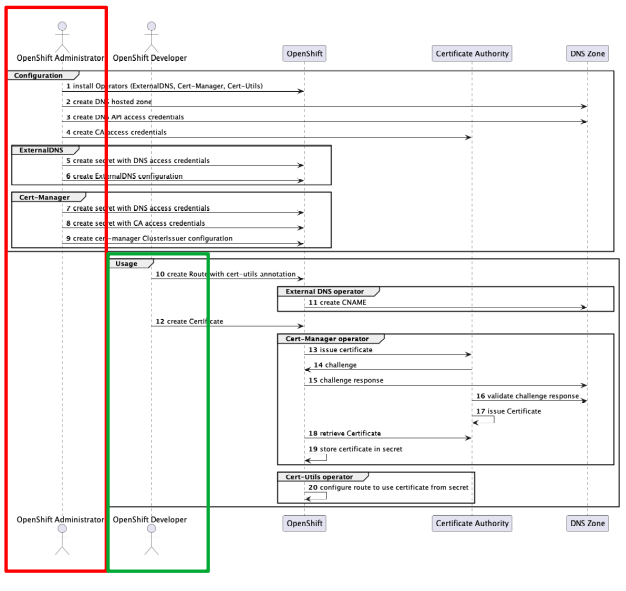 OpenShift Administrator
OpenShift Developer
OpenShift
Certificate Authority
DNS Zone
Configuration
1 install Operators (ExternalDNS, Cert-Manager, Cert-Utils)
2 create DNS hosted zone
3 create DNS API access credentials
4 create CA access credentials
ExternalDNS
5 create secret with DNS access credentials
6 create ExternalDNS configuration
Cert-Manager
7 create secret with DNS access credentials
8 create secret with CA access credentials
9 create cert-manager ClusterIssuer configuration
Usage
10 create Route with cert-utils annotation
External DNS operator
11 create CNAME
12 create Certificate
Cert-Manager operator
13 issue certificate
14 challenge
15 challenge response
16 validate challenge response
17 issue Certificate
18 retrieve Certificate
19 store certificate in secret
Cert-Utils operator
20 configure route to use certificate from secret
OpenShift Administrator
OpenShift Developer
OpenShift
Certificate Authority
DNS Zone